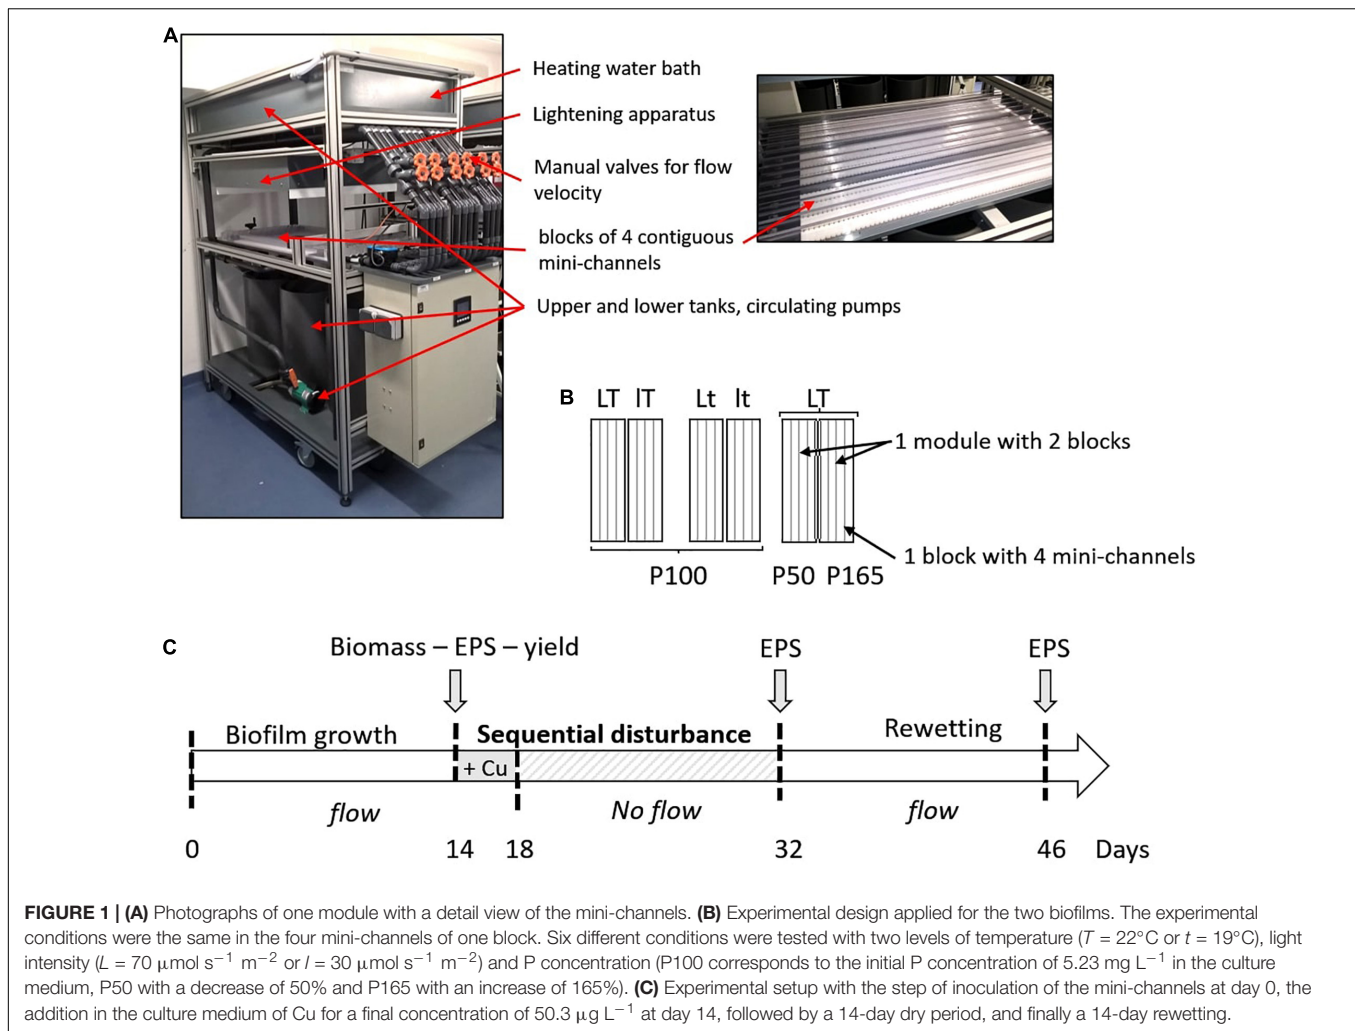 A
Heating water bath
Lightening apparatus
Manual valves for flow
velocity
blocks of 4 contiguous
mini-channels
Upper and lower tanks, circulating pumps
B
LT lT Lt lt LT
1 module with 2 blocks
1 block with 4 mini-channels
P100 P50 P165
C
Biomass – EPS – yield EPS EPS
Biofilm growth Sequential disturbance Rewetting
+ Cu
flow No flow flow
0 14 18 32 46 Days
FIGURE 1 | (A) Photographs of one module with a detail view of the mini-channels. (B) Experimental design applied for the two biofilms. The experimental
conditions were the same in the four mini-channels of one block. Six different conditions were tested with two levels of temperature (T = 22°C or t = 19°C), light
intensity (L = 70 µmol s⁻¹ m⁻² or l = 30 µmol s⁻¹ m⁻²) and P concentration (P100 corresponds to the initial P concentration of 5.23 mg L⁻¹ in the culture
medium, P50 with a decrease of 50% and P165 with an increase of 165%). (C) Experimental setup with the step of inoculation of the mini-channels at day 0, the
addition in the culture medium of Cu for a final concentration of 50.3 µg L⁻¹ at day 14, followed by a 14-day dry period, and finally a 14-day rewetting.